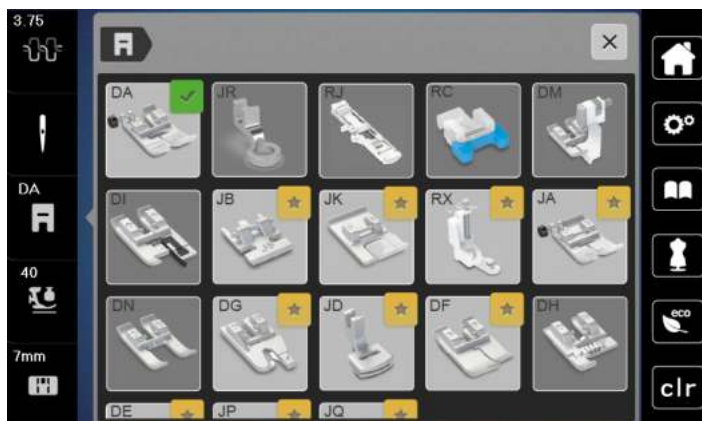 3.75
DA JR RJ RC DM
DA
DI JB JK RX JA
40
DN DG JD DF DH
eco
7mm
clr
DE JP JQ